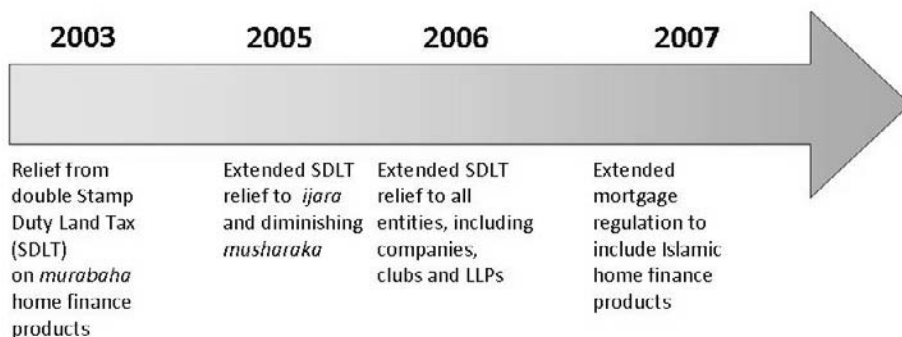 2003
2005
2006
2007
Relief from
double Stamp
Duty Land Tax
(SDLT)
on murabaha
home finance
products
Extended SDLT
relief to ijara
and diminishing
musharaka
Extended SDLT
relief to all
entities, including
companies,
clubs and LLPs
Extended
mortgage
regulation to
include Islamic
home finance
products